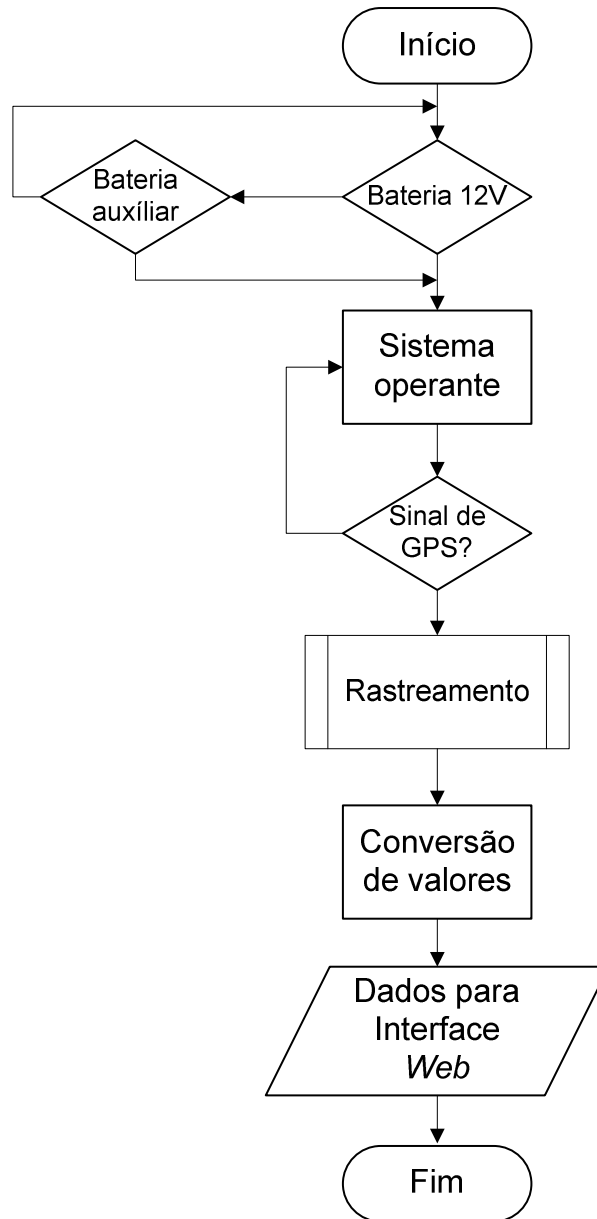 Início
Bateria
auxíliar
Bateria 12V
Sistema
operante
Sinal de
GPS?
Rastreamento
Conversão
de valores
Dados para
Interface
Web
Fim